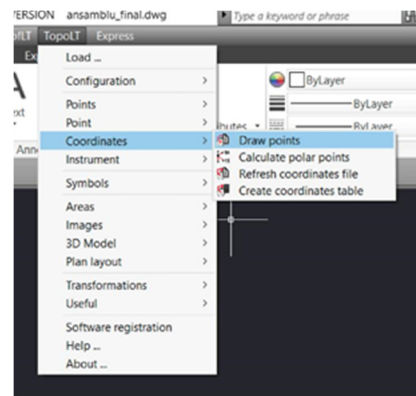 ERSION ansamblu_final.dwg Type a keyword or phrase
TopoLT Express
Load ...
Configuration
Points
Point
Coordinates
Instrument
Symbols
Areas
Images
3D Model
Plan layout
Transformations
Useful
Software registration
Help ...
About ...
Draw points
Calculate polar points
Refresh coordinates file
Create coordinates table
ByLayer
ByLayer
ByLayer